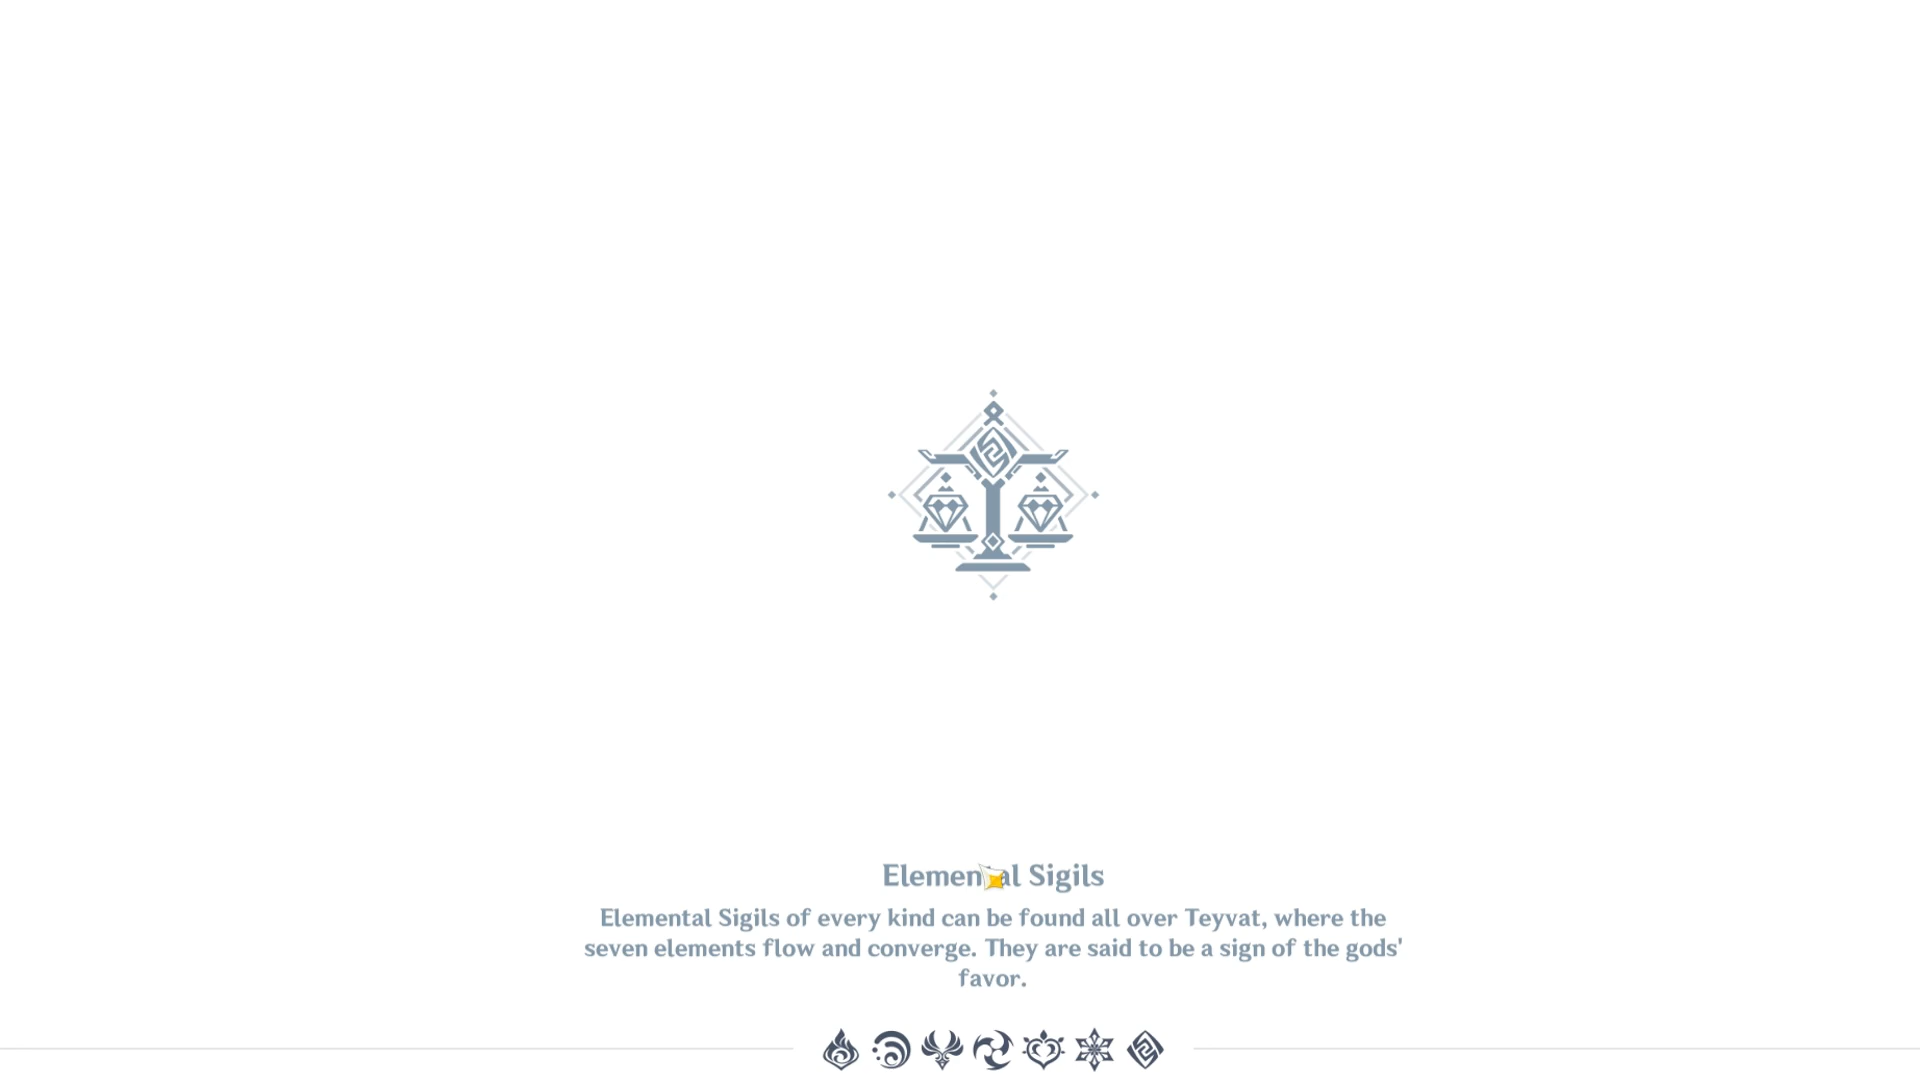 Elemental Sigils
Elemental Sigils of every kind can be found all over Teyvat, where the
seven elements flow and converge. They are said to be a sign of the gods'
favor.